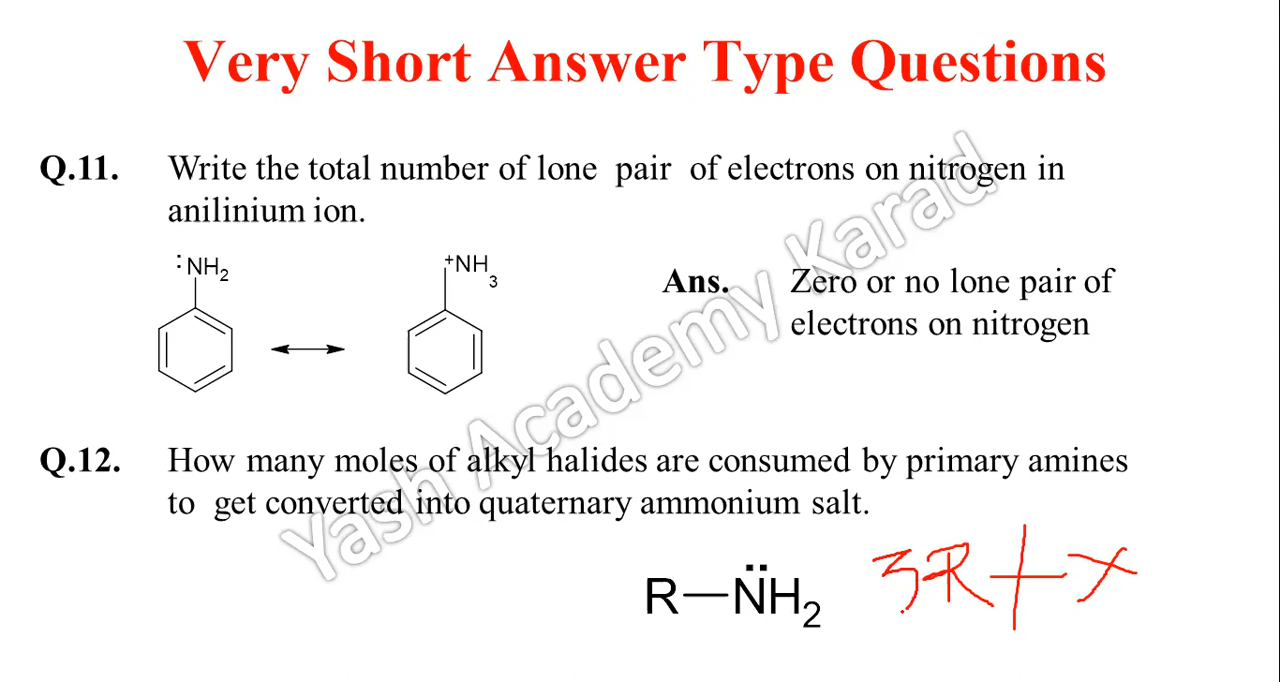 Very Short Answer Type Questions
Q.11. Write the total number of lone pair of electrons on nitrogen in
anilinium ion.
:NH2
+NH3
Ans. Zero or no lone pair of
electrons on nitrogen
Q.12. How many moles of alkyl halides are consumed by primary amines
to get converted into quaternary ammonium salt.
R—N̈H2 3R+X
Yash Academy Karad